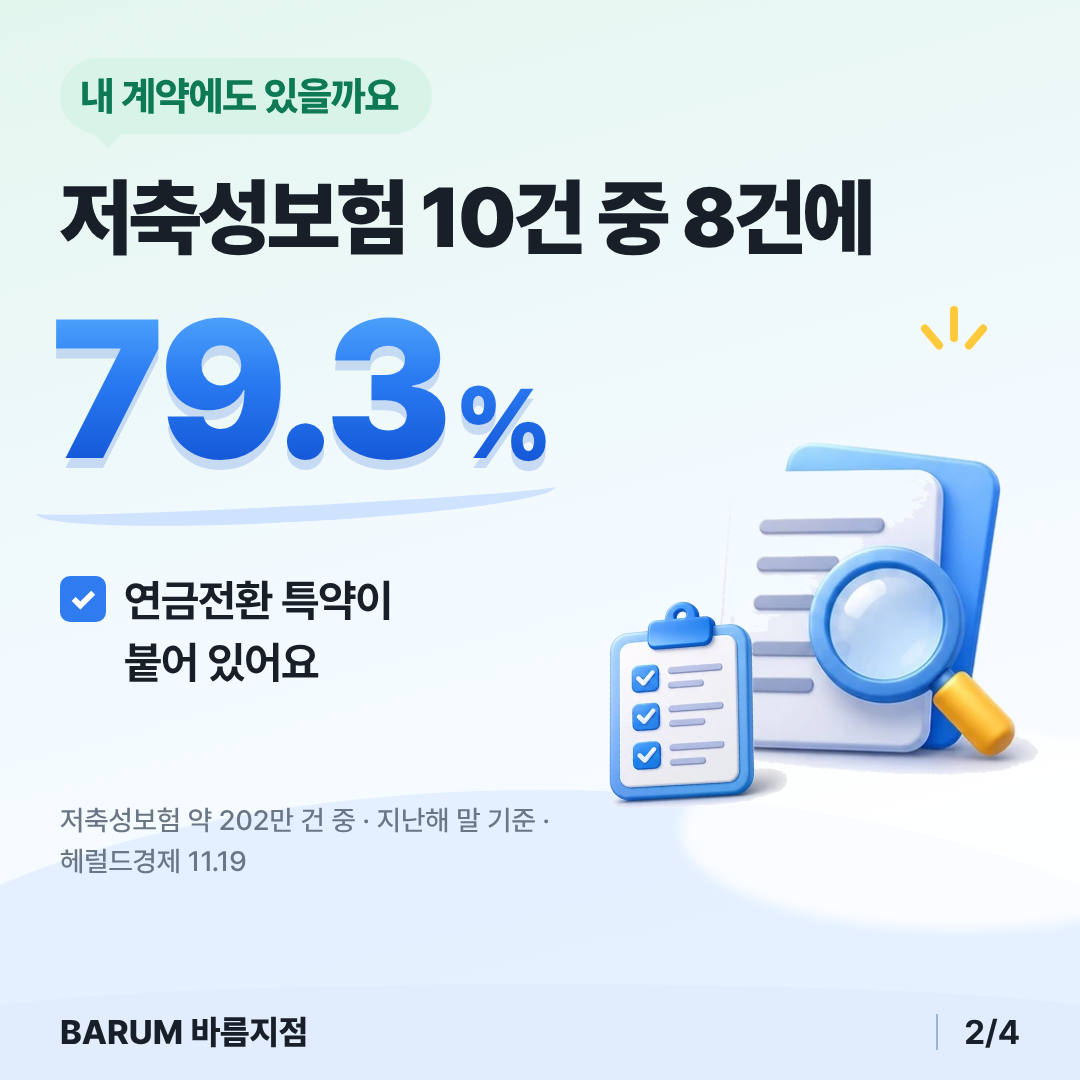 내 계약에도 있을까요
저축성보험 10건 중 8건에
79.3%
연금전환 특약이
붙어 있어요
저축성보험 약 202만 건 중 · 지난해 말 기준 ·
헤럴드경제 11.19
BARUM 바름지점
2/4